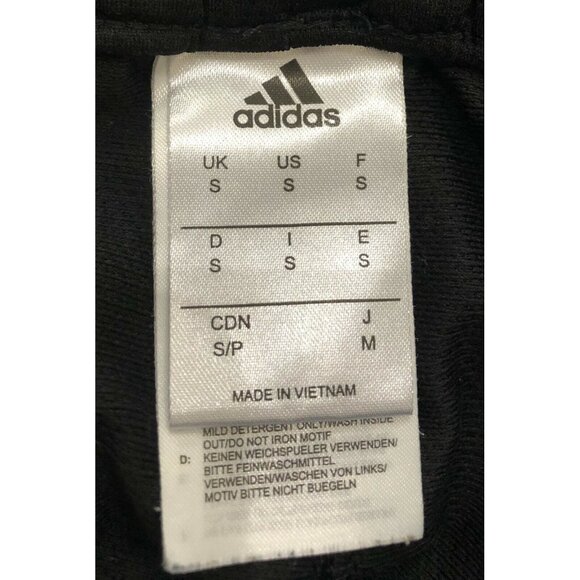 adidas
UK US F
S S S
D I E
S S S
CDN J
S/P M
MADE IN VIETNAM
MILD DETERGENT ONLY/WASH INSIDE
OUT/DO NOT IRON MOTIF
D: KEINEN WEICHSPUELER VERWENDEN/
BITTE FEINWASCHMITTEL
VERWENDEN/WASCHEN VON LINKS/
MOTIV BITTE NICHT BUEGELN